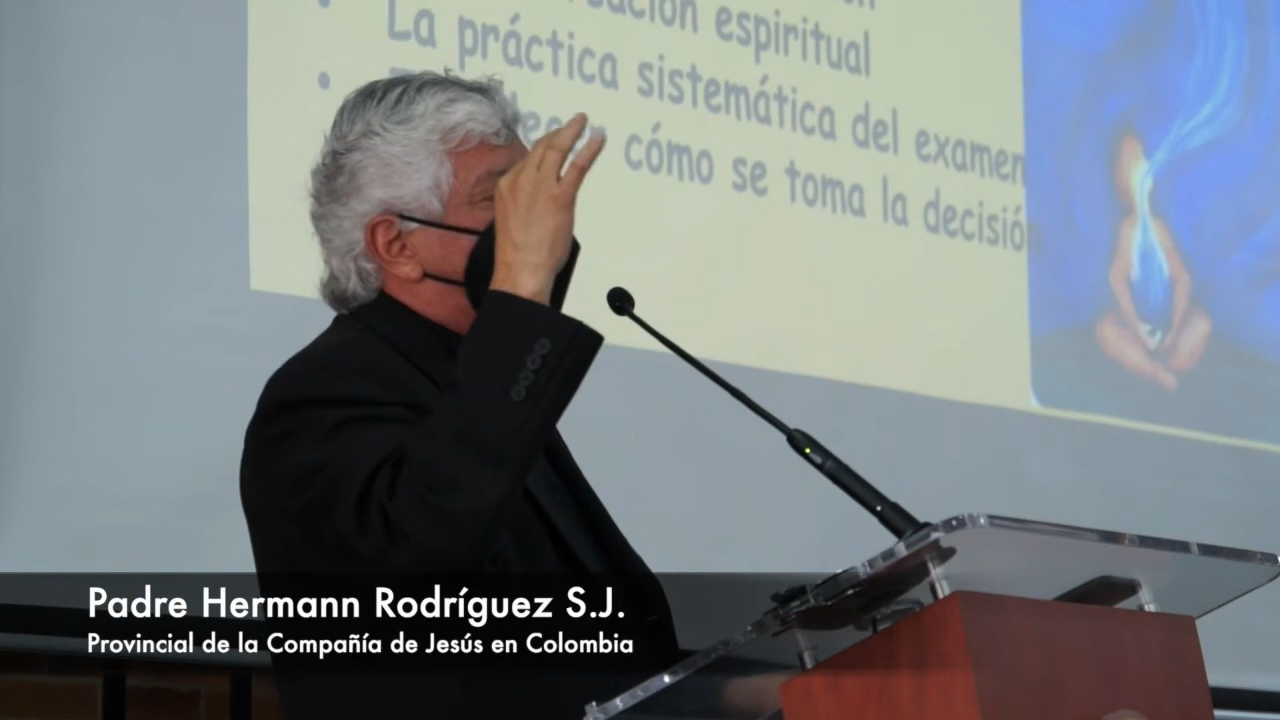 espiritual
La práctica sistemática del examen
cómo se toma la
Padre Hermann Rodríguez S.J.
Provincial de la Compañía de Jesús en Colombia